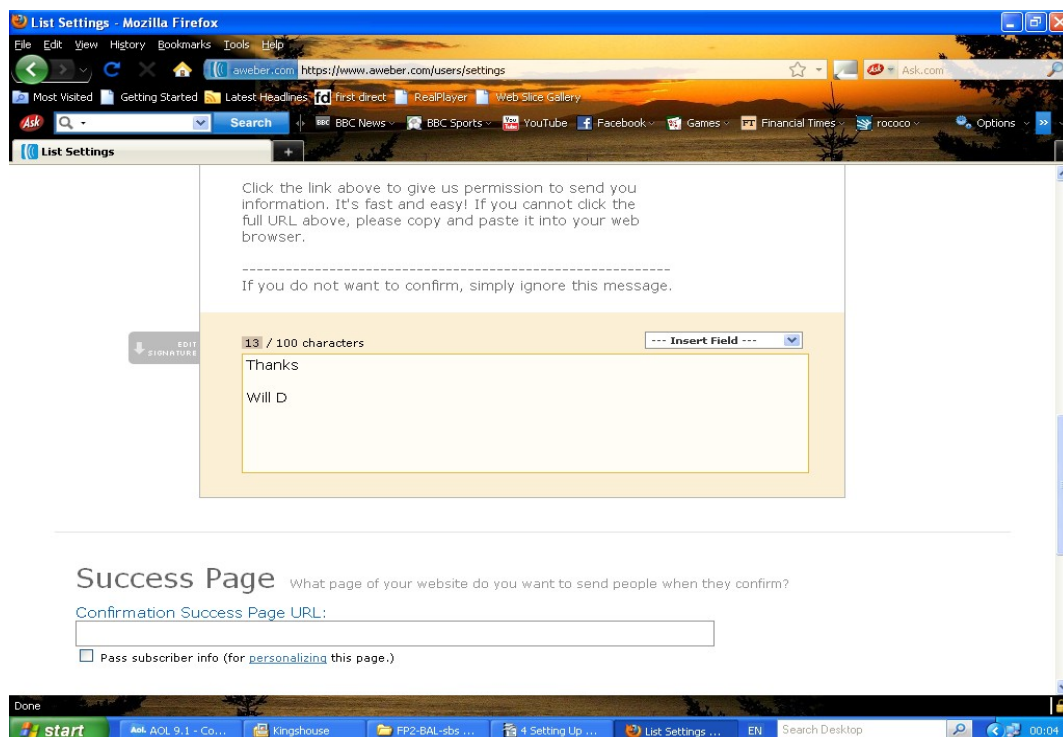 List Settings - Mozilla Firefox
File Edit View History Bookmarks Tools Help
aweber.com https://www.aweber.com/users/settings
Ask.com
Most Visited Getting Started Latest Headlines fd first direct RealPlayer Web Slice Gallery
Ask Search BBC BBC News BBC Sports You Tube YouTube f Facebook Games FT Financial Times rococo Options »
List Settings +
Click the link above to give us permission to send you
information. It's fast and easy! If you cannot click the
full URL above, please copy and paste it into your web
browser.
-----------------------------------------------------------
If you do not want to confirm, simply ignore this message.
EDIT
SIGNATURE
13 / 100 characters
--- Insert Field ---
Thanks
Will D
Success Page What page of your website do you want to send people when they confirm?
Confirmation Success Page URL:
Pass subscriber info (for personalizing this page.)
Done
start Aol. AOL 9.1 - Co... Kingshouse FP2-BAL-sbs ... 4 Setting Up ... List Settings ... EN Search Desktop 00:04